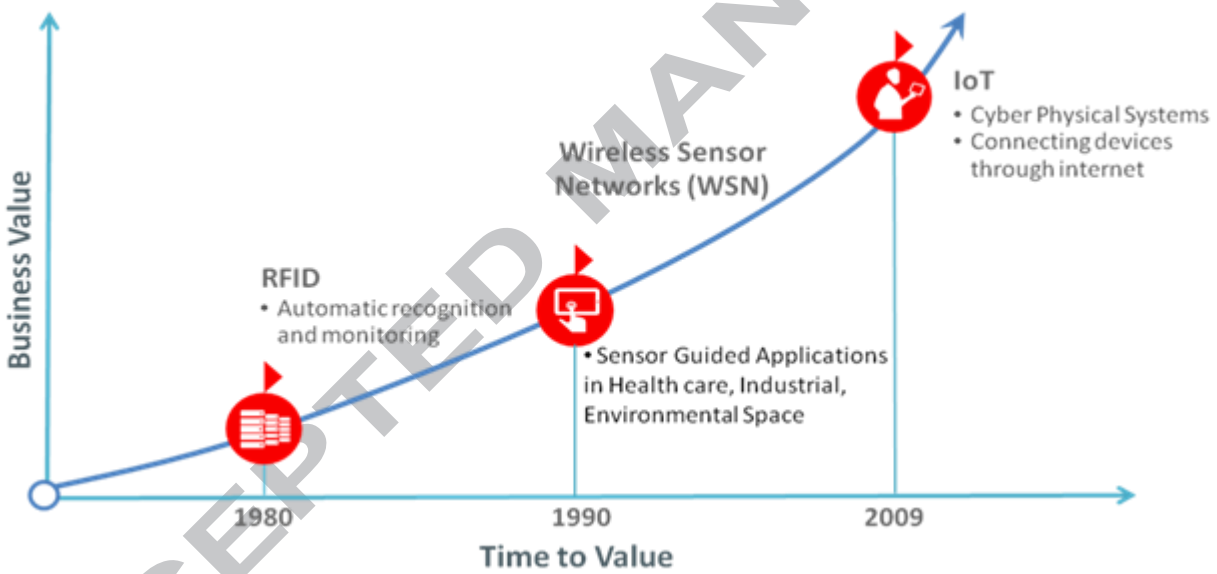 Business Value
RFID
• Automatic recognition
and monitoring
Wireless Sensor
Networks (WSN)
• Sensor Guided Applications
in Health care, Industrial,
Environmental Space
IoT
• Cyber Physical Systems
• Connecting devices
through internet
1980
1990
2009
Time to Value
CEPTED MAN